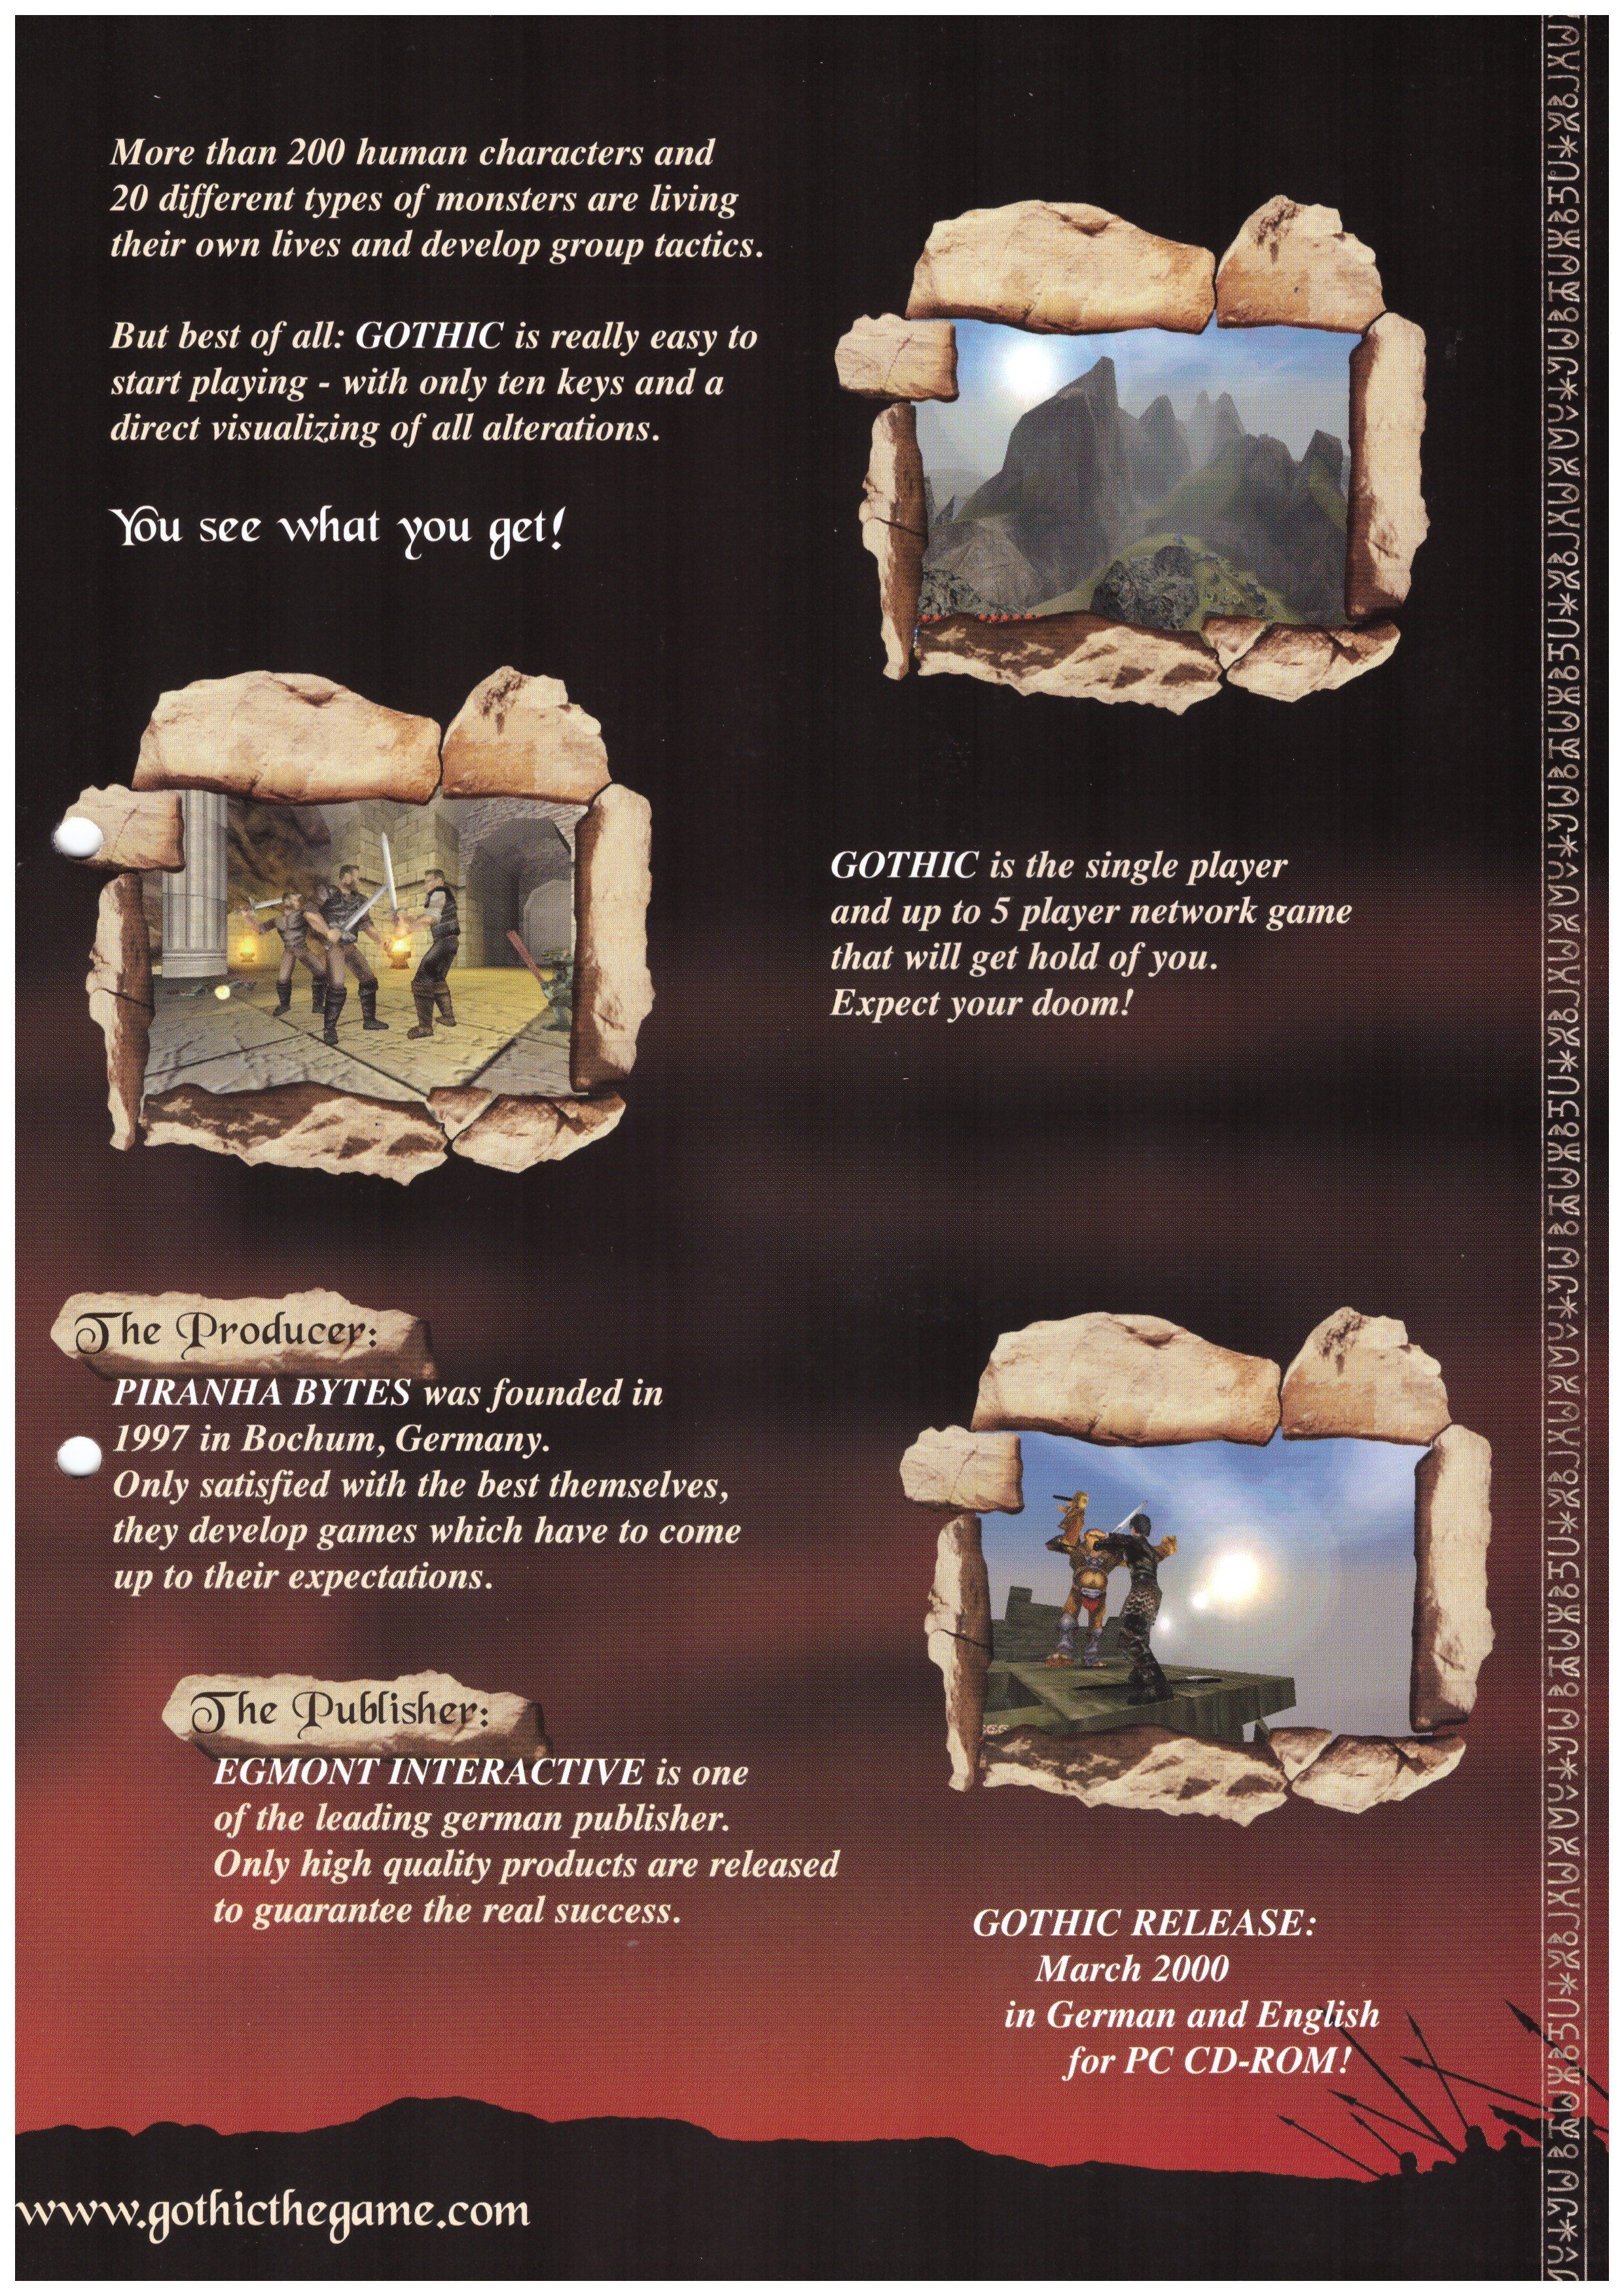 More than 200 human characters and
20 different types of monsters are living
their own lives and develop group tactics.
But best of all: GOTHIC is really easy to
start playing - with only ten keys and a
direct visualizing of all alterations.
You see what you get!
GOTHIC is the single player
and up to 5 player network game
that will get hold of you.
Expect your doom!
The Producer:
PIRANHA BYTES was founded in
1997 in Bochum, Germany.
Only satisfied with the best themselves,
they develop games which have to come
up to their expectations.
The Publisher:
EGMONT INTERACTIVE is one
of the leading german publisher.
Only high quality products are released
to guarantee the real success.
GOTHIC RELEASE:
March 2000
in German and English
for PC CD-ROM!
www.gothicthegame.com